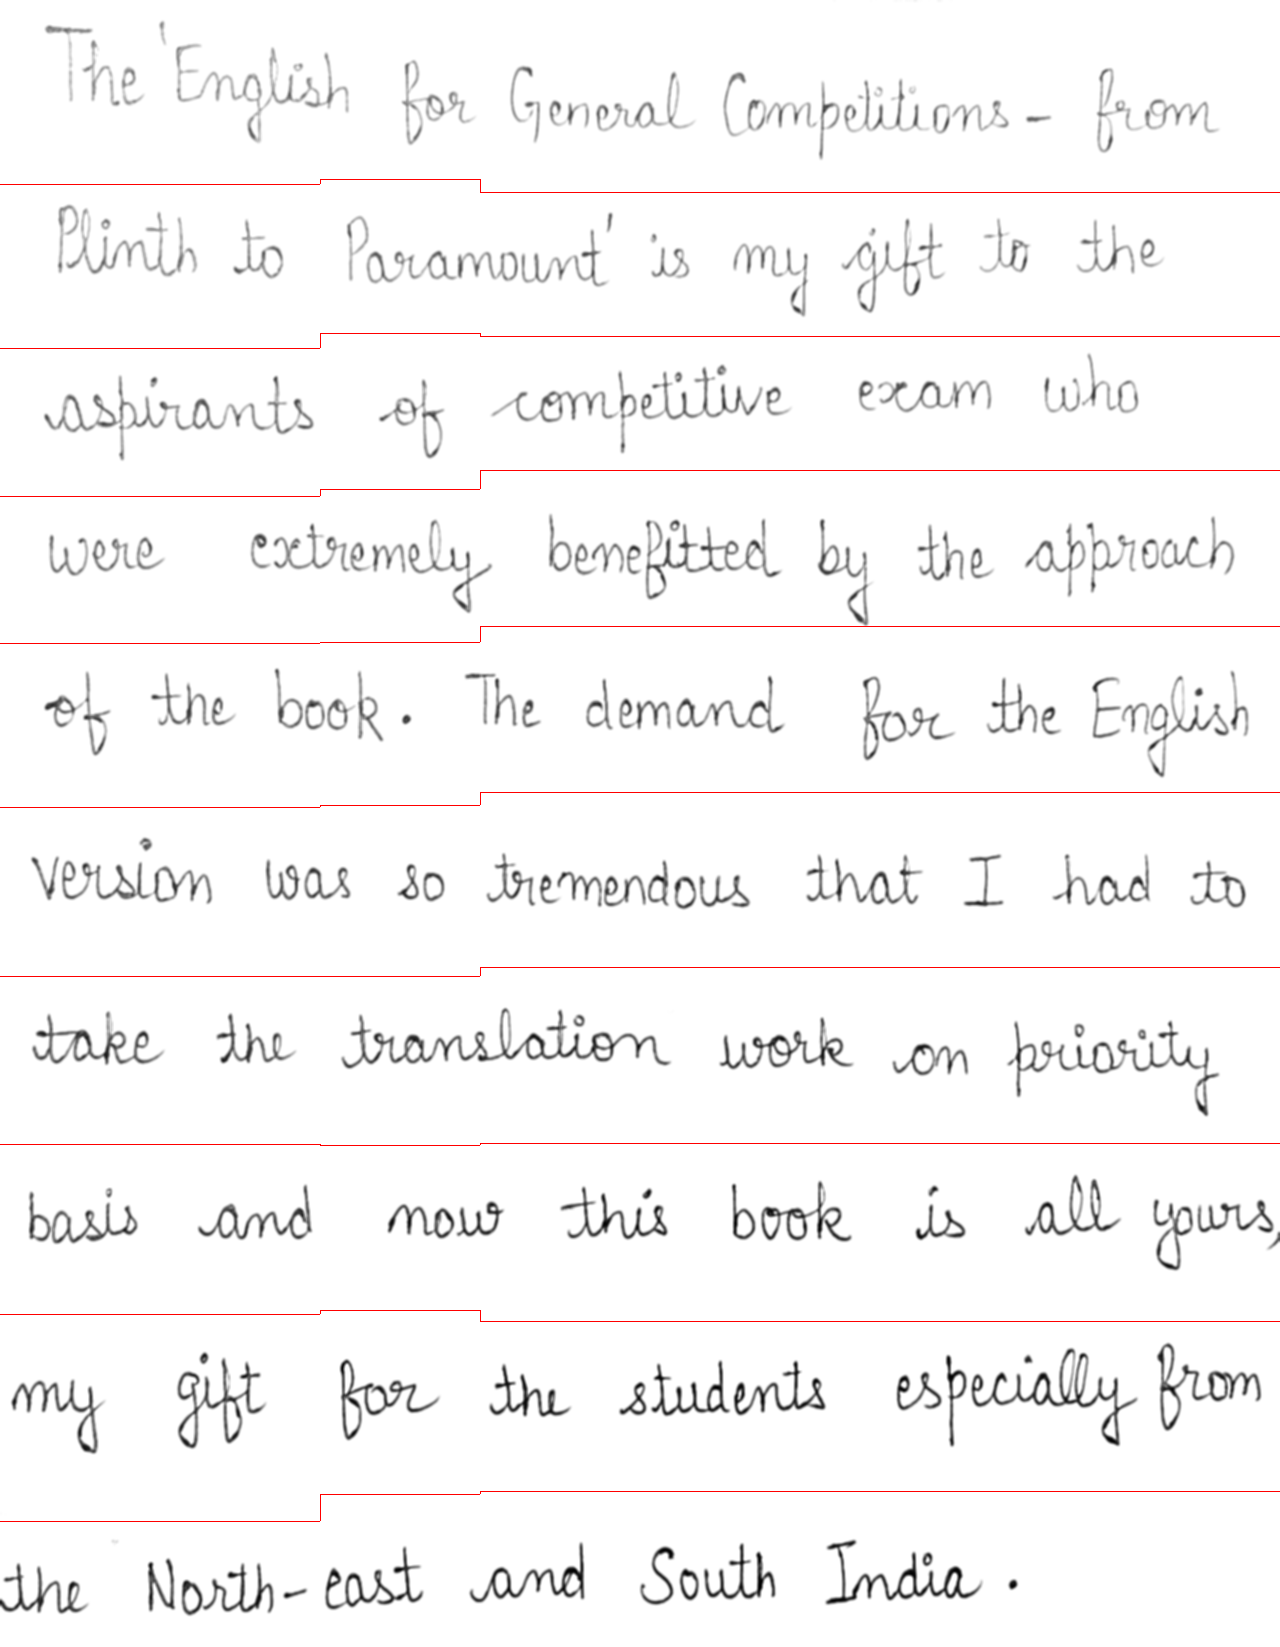 The 'English for General Competitions - from
Plinth to Paramount' is my gift to the
aspirants of competitive exam who
were extremely benefitted by the approach
of the book. The demand for the English
version was so tremendous that I had to
take the translation work on priority
basis and now this book is all yours,
my gift for the students especially from
the North-east and South India.